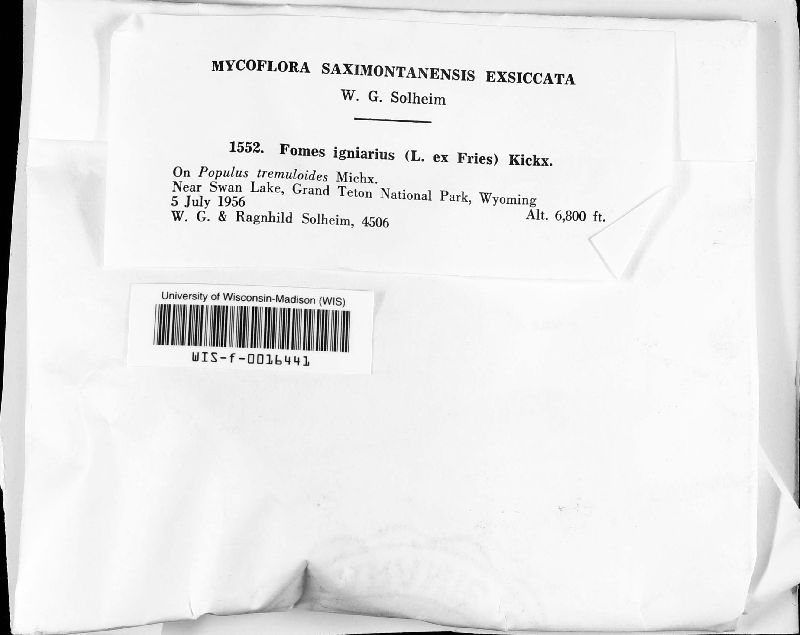 MYCOFLORA SAXIMONTANENSIS EXSICCATA
W. G. Solheim
1552. Fomes igniarius (L. ex Fries) Kickx.
On Populus tremuloides Michx.
Near Swan Lake, Grand Teton National Park, Wyoming
5 July 1956 Alt. 6,800 ft.
W. G. & Ragnhild Solheim, 4506
University of Wisconsin-Madison (WIS)
WIS-f-0016441